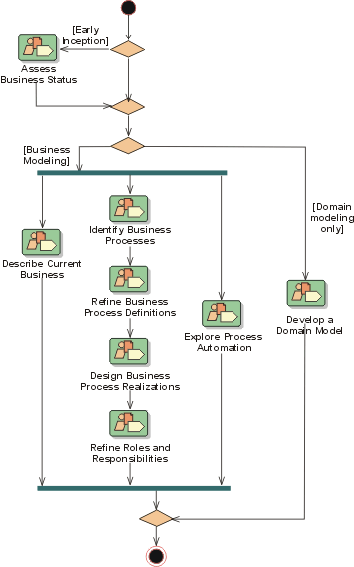 [Early
Inception]
Assess
Business Status
[Business
Modeling]
[Domain
modeling
only]
Identify Business
Processes
Describe Current
Business
Refine Business
Process Definitions
Explore Process
Automation
Develop a
Domain Model
Design Business
Process Realizations
Refine Roles and
Responsibilities